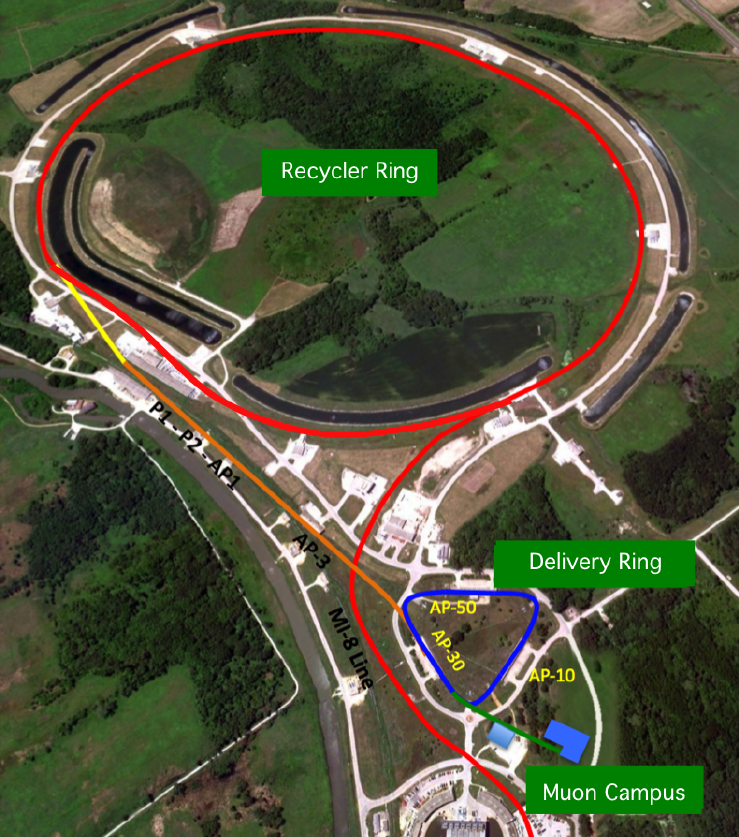 Recycler Ring
P1 - P2 - AP1
AP-3
Delivery Ring
AP-50
AP-30
MI-8 Line
AP-10
Muon Campus